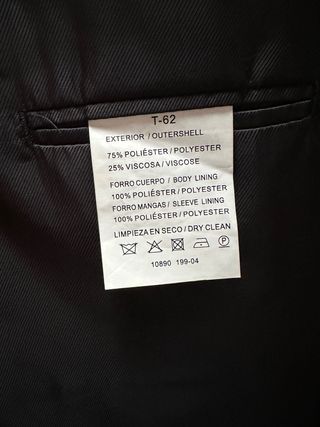 T-62
EXTERIOR / OUTERSHELL
75% POLIÉSTER / POLYESTER
25% VISCOSA / VISCOSE
FORRO CUERPO / BODY LINING
100% POLIÉSTER / POLYESTER
FORRO MANGAS / SLEEVE LINING
100% POLIÉSTER / POLYESTER
LIMPIEZA EN SECO / DRY CLEAN
P
10890 199-04